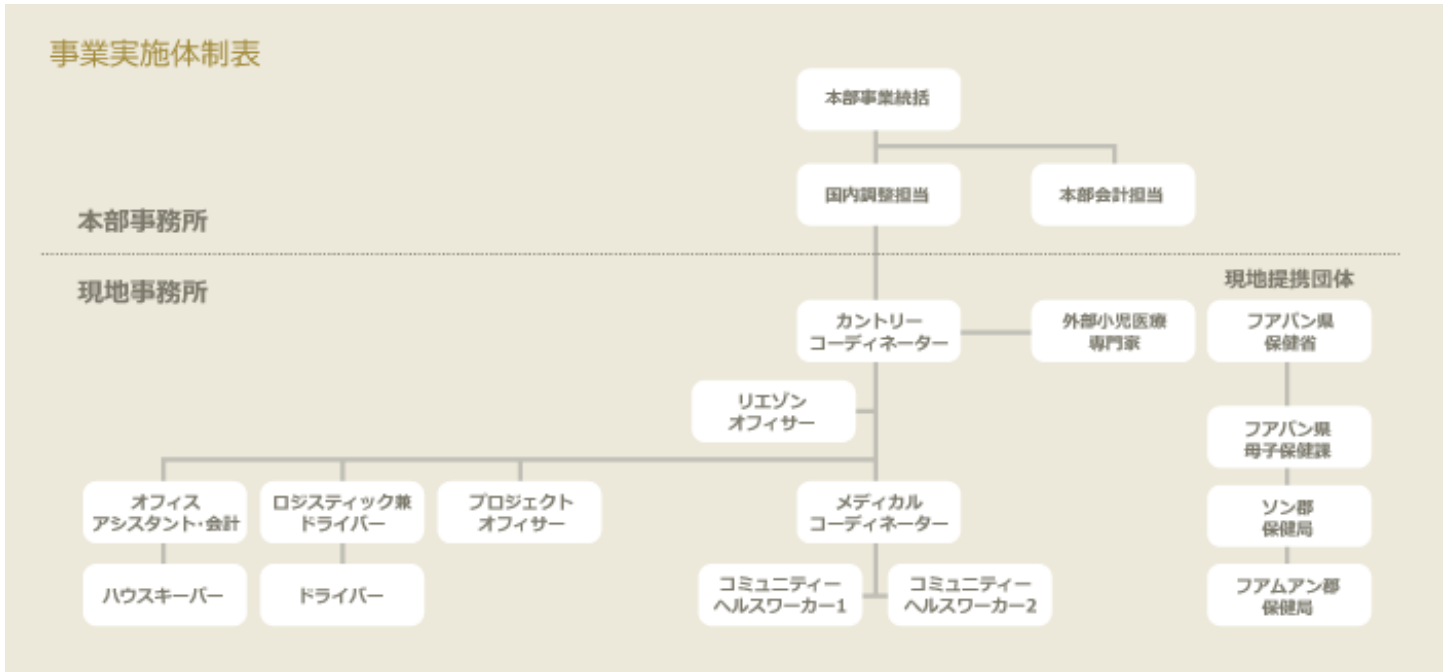 事業実施体制表
本部事業統括
国内調整担当
本部会計担当
本部事務所
現地事務所
現地提携団体
カントリー
コーディネーター
外部小児医療
専門家
フアパン県
保健省
リエゾン
オフィサー
フアパン県
母子保健課
オフィス
アシスタント・会計
ロジスティック兼
ドライバー
プロジェクト
オフィサー
メディカル
コーディネーター
ソン郡
保健局
ハウスキーパー
ドライバー
コミュニティー
ヘルスワーカー1
コミュニティー
ヘルスワーカー2
フアムアン郡
保健局